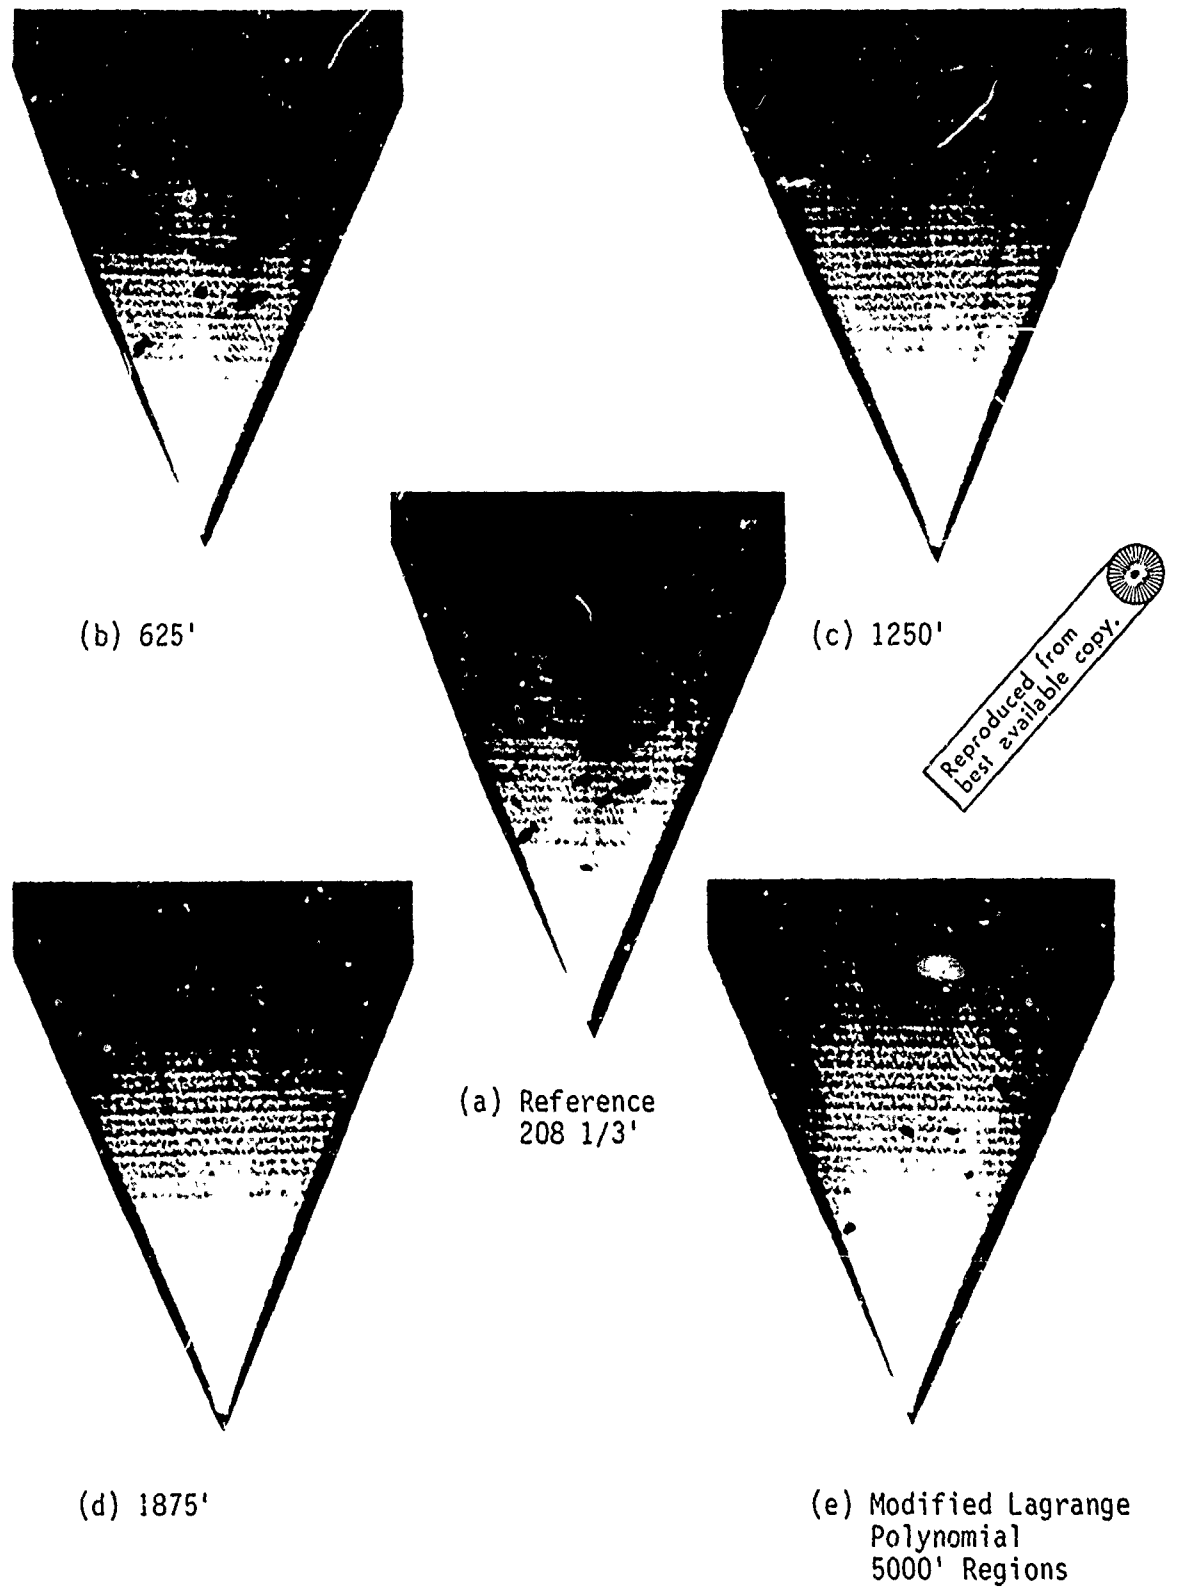 (b) 625'
(c) 1250'
Reproduced from
best available copy.
(a) Reference
208 1/3'
(d) 1875'
(e) Modified Lagrange
Polynomial
5000' Regions